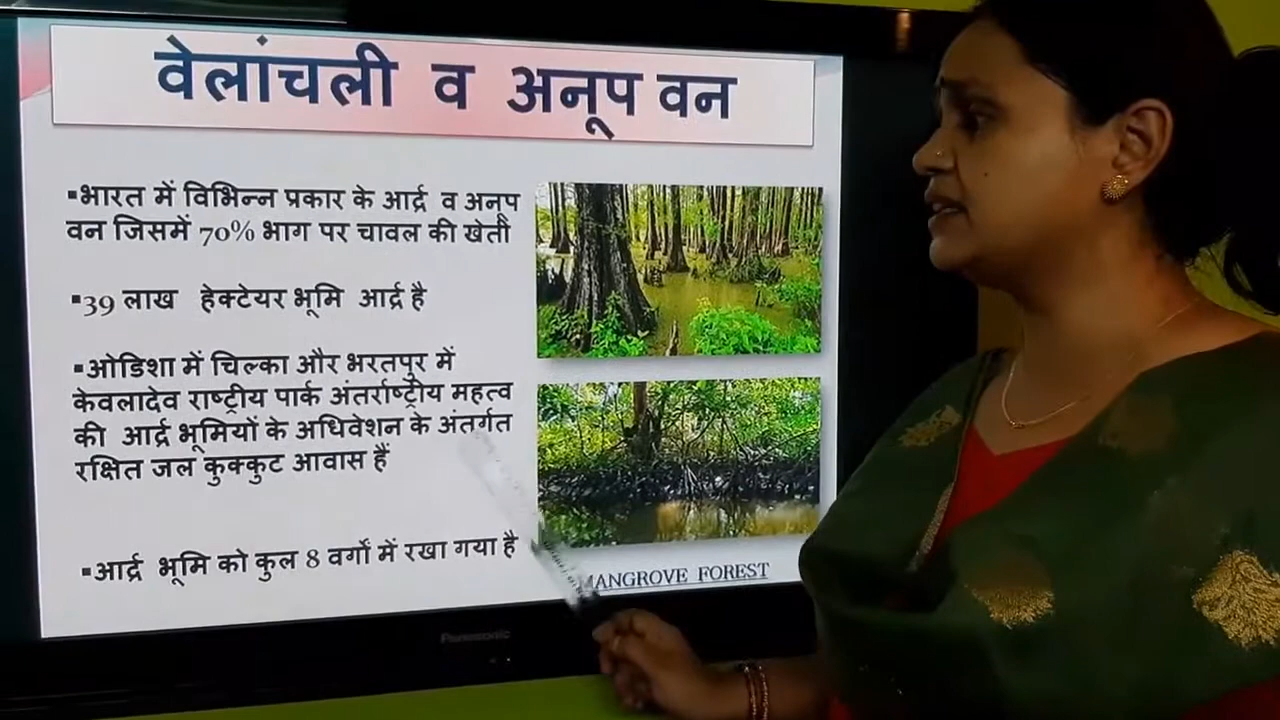 वेलांचली व अनूप वन
▪भारत में विभिन्न प्रकार के आर्द्र व अनूप
वन जिसमें 70% भाग पर चावल की खेती
▪39 लाख हेक्टेयर भूमि आर्द्र है
▪ओडिशा में चिल्का और भरतपुर में
केवलादेव राष्ट्रीय पार्क अंतर्राष्ट्रीय महत्व
की आर्द्र भूमियों के अधिवेशन के अंतर्गत
रक्षित जल कुक्कुट आवास हैं
▪आर्द्र भूमि को कुल 8 वर्गों में रखा गया है
MANGROVE FOREST
Panasonic